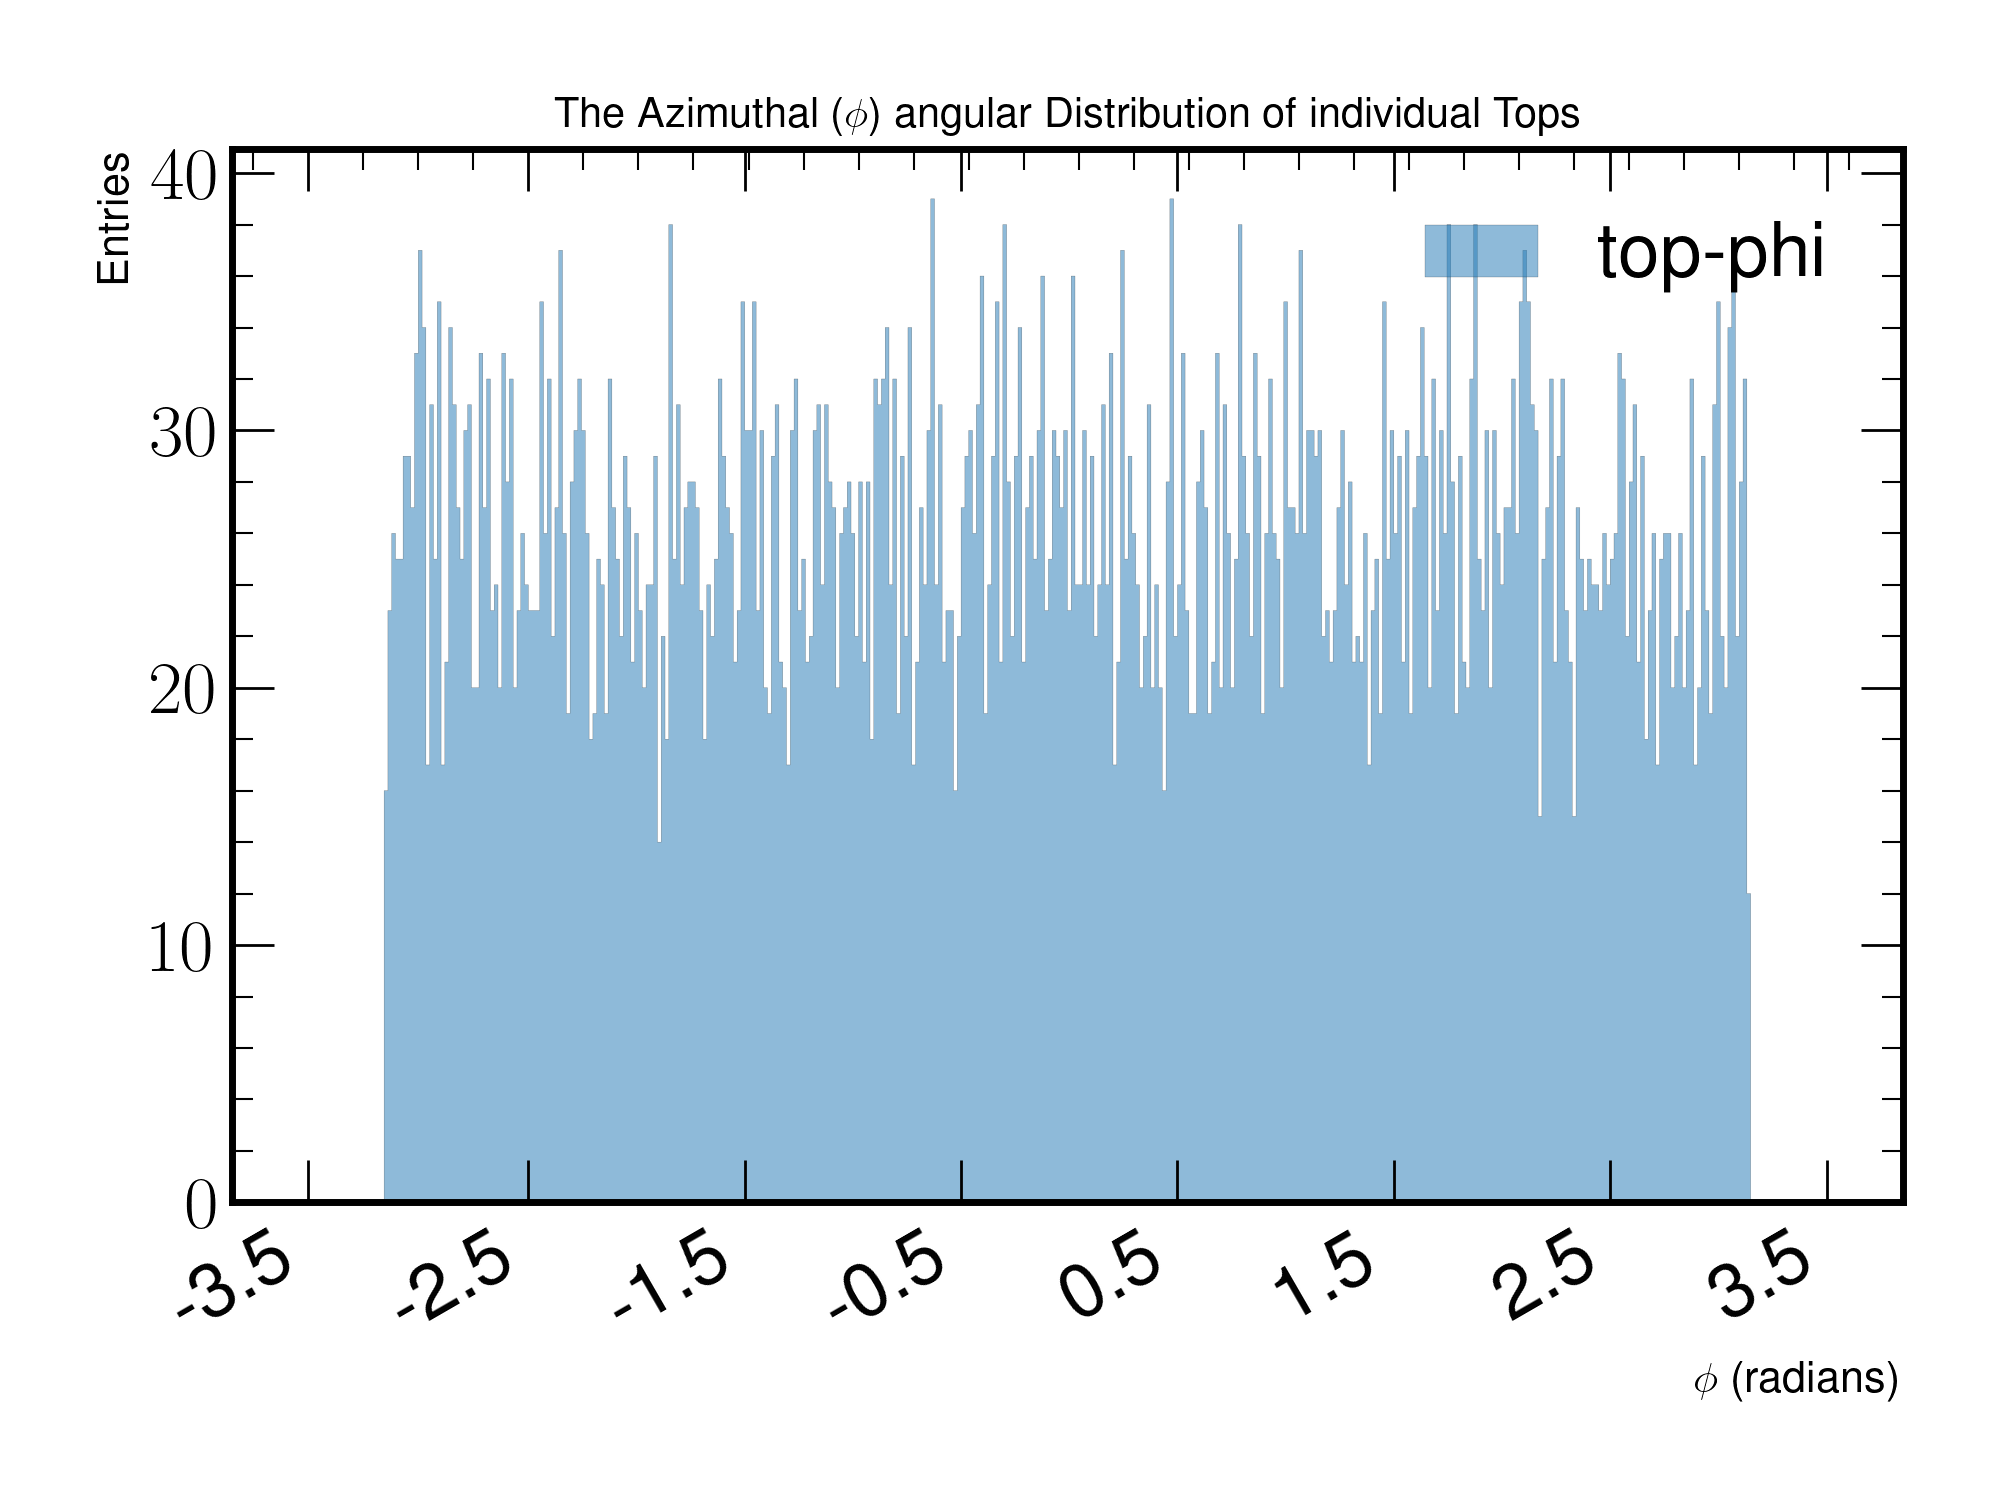 The Azimuthal (ϕ) angular Distribution of individual Tops
Entries
40
30
20
10
0
top-phi
-3.5 -2.5 -1.5 -0.5 0.5 1.5 2.5 3.5
ϕ (radians)